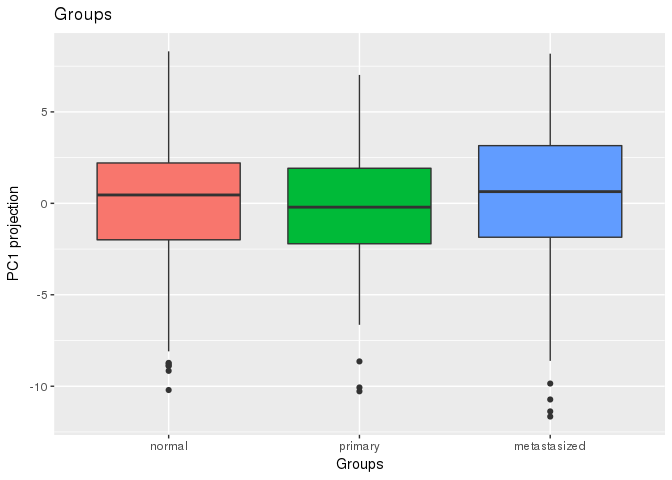 Groups
PC1 projection
5
0
-5
-10
normal primary metastasized
Groups